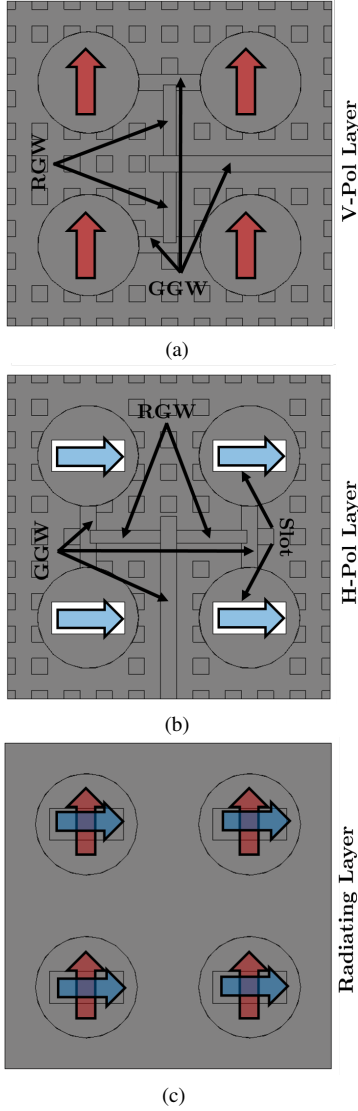 RGW
GGW
V-Pol Layer
(a)
RGW
GGW
Slot
H-Pol Layer
(b)
Radiating Layer
(c)